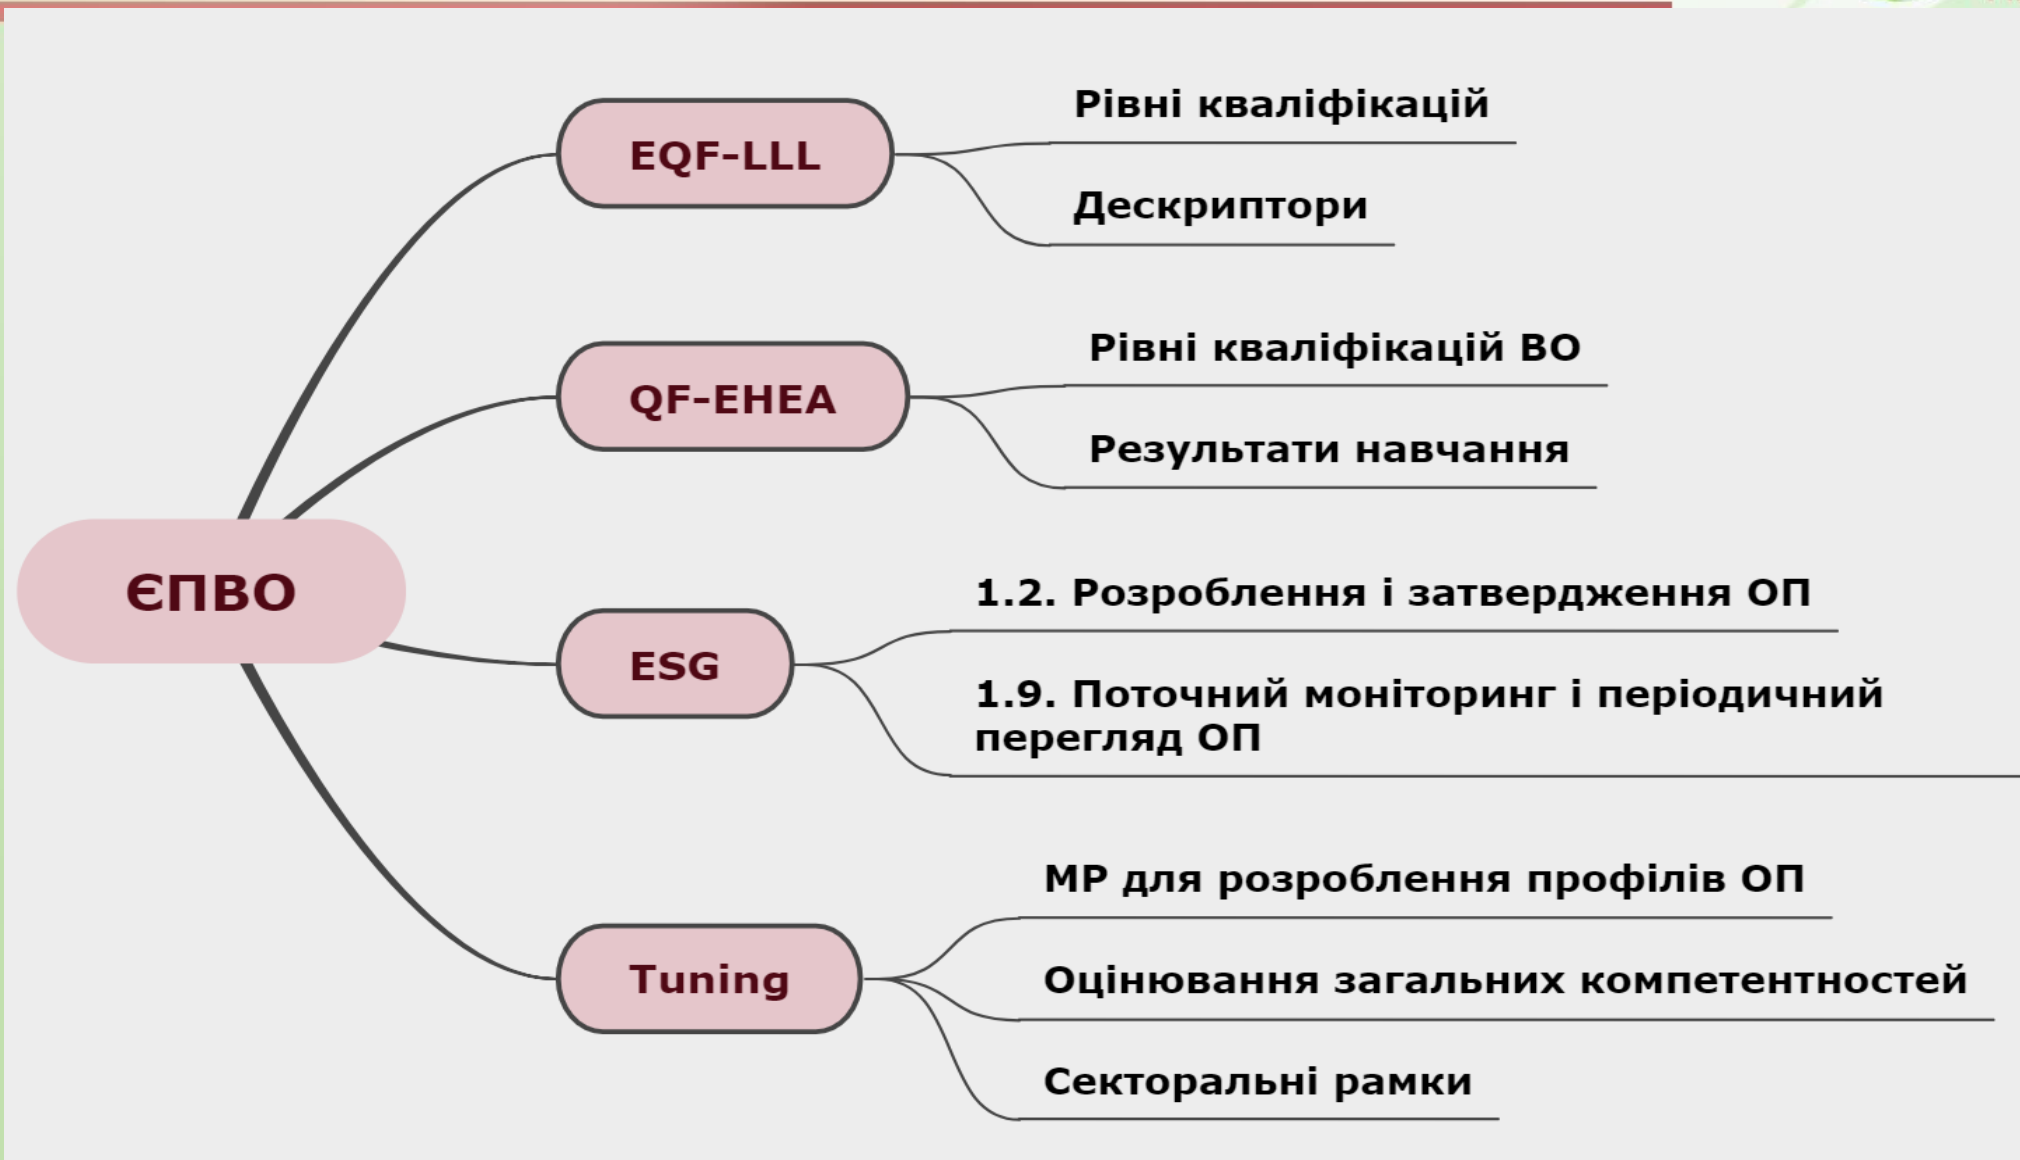 ЄПВО
EQF-LLL
Рівні кваліфікацій
Дескриптори
QF-EHEA
Рівні кваліфікацій ВО
Результати навчання
ESG
1.2. Розроблення і затвердження ОП
1.9. Поточний моніторинг і періодичний
перегляд ОП
Tuning
МР для розроблення профілів ОП
Оцінювання загальних компетентностей
Секторальні рамки